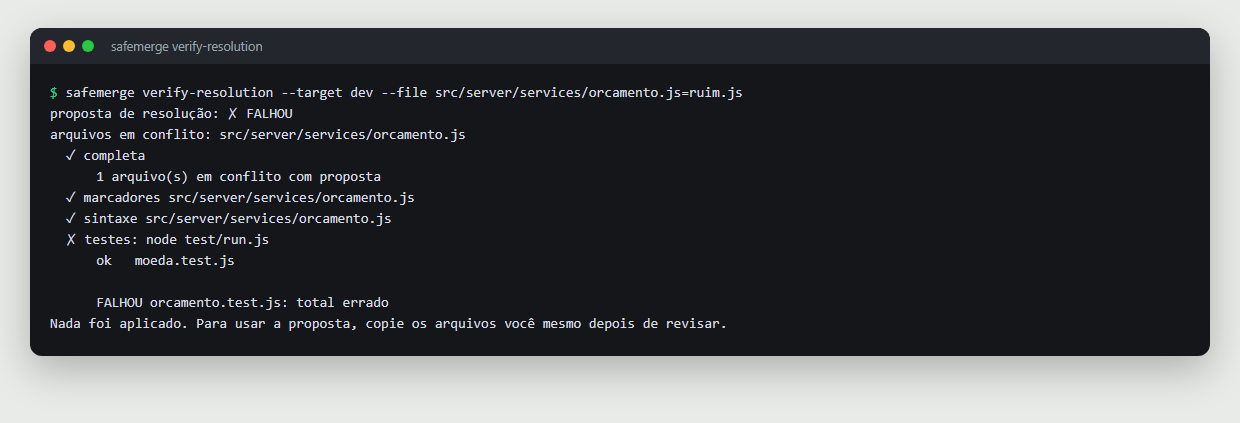 safemerge verify-resolution
$ safemerge verify-resolution --target dev --file src/server/services/orcamento.js=ruim.js
proposta de resolução: ✗ FALHOU
arquivos em conflito: src/server/services/orcamento.js
✓ completa
1 arquivo(s) em conflito com proposta
✓ marcadores src/server/services/orcamento.js
✓ sintaxe src/server/services/orcamento.js
✗ testes: node test/run.js
ok   moeda.test.js
FALHOU orcamento.test.js: total errado
Nada foi aplicado. Para usar a proposta, copie os arquivos você mesmo depois de revisar.